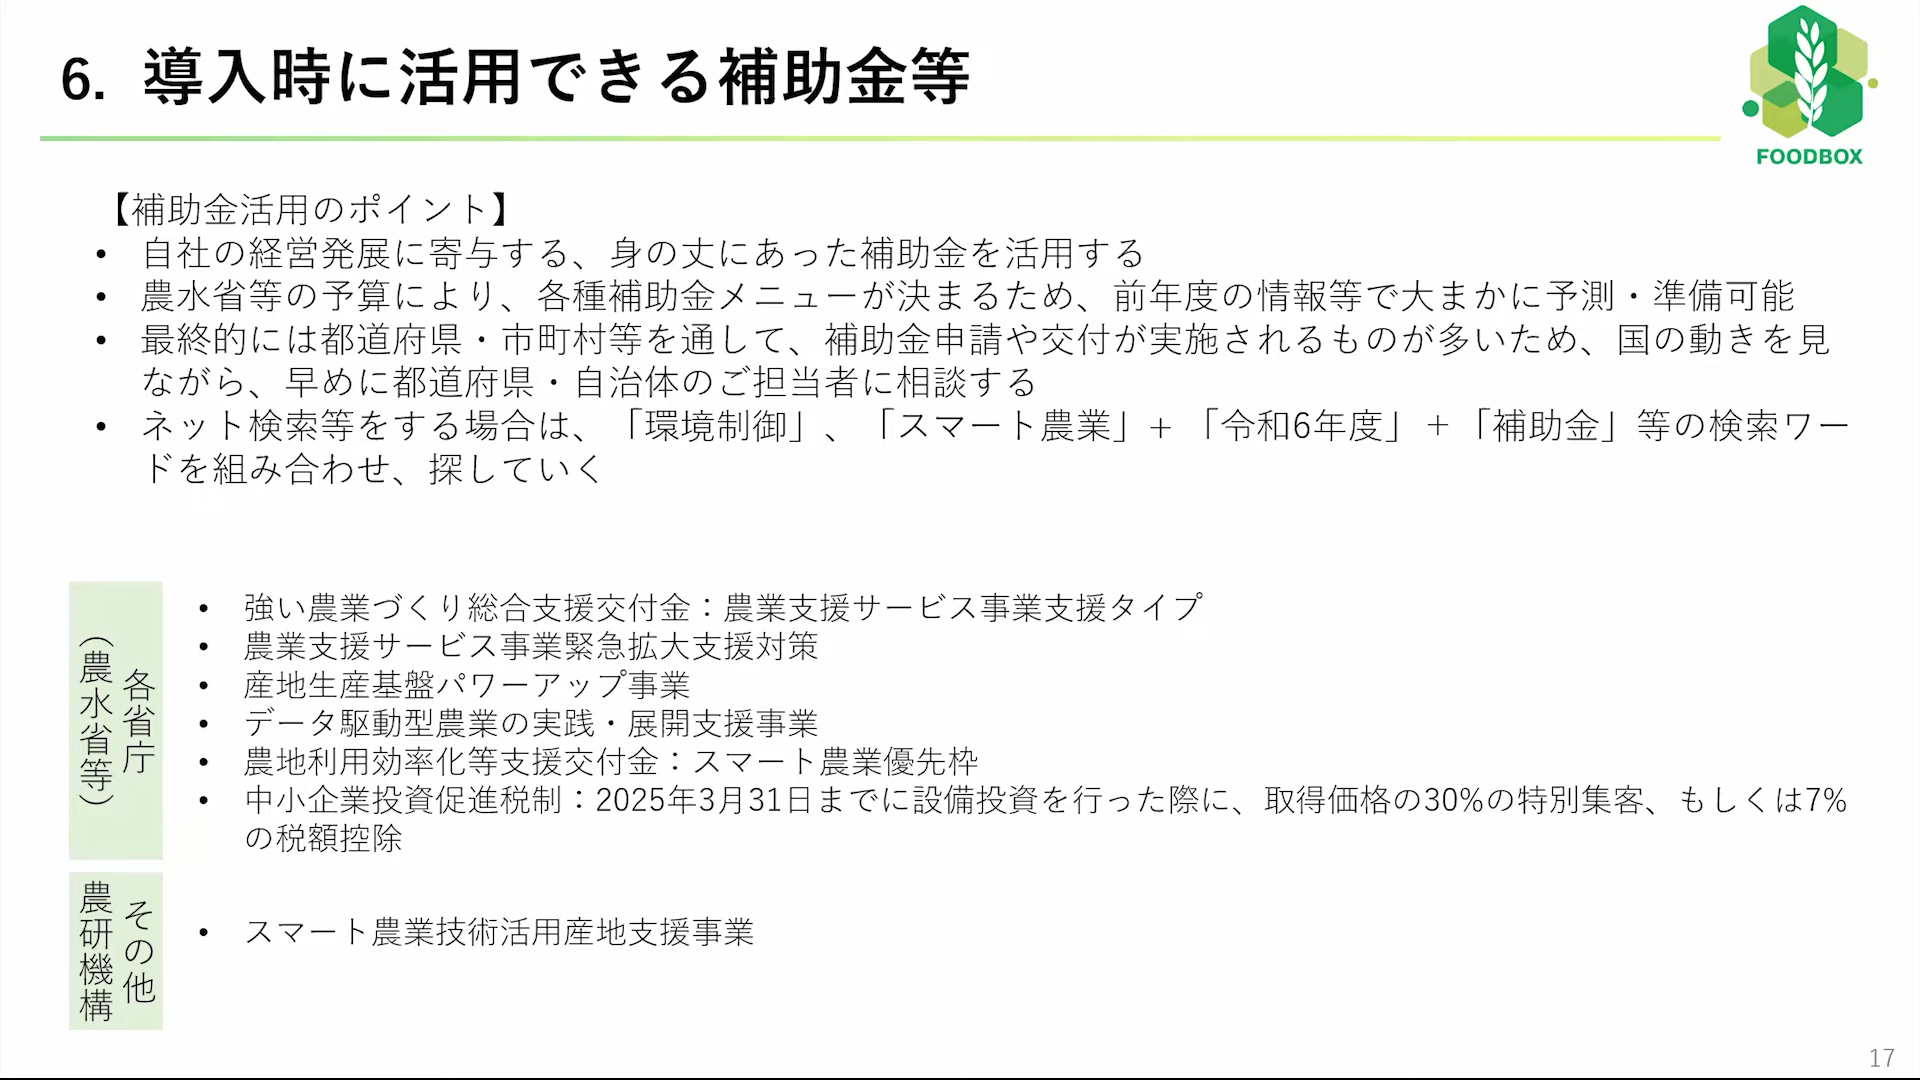 6. 導入時に活用できる補助金等
FOODBOX
【補助金活用のポイント】
• 自社の経営発展に寄与する、身の丈にあった補助金を活用する
• 農水省等の予算により、各種補助金メニューが決まるため、前年度の情報等で大まかに予測・準備可能
• 最終的には都道府県・市町村等を通して、補助金申請や交付が実施されるものが多いため、国の動きを見
ながら、早めに都道府県・自治体のご担当者に相談する
• ネット検索等をする場合は、「環境制御」、「スマート農業」+「令和6年度」+「補助金」等の検索ワー
ドを組み合わせ、探していく
各省庁
（農水省等）
• 強い農業づくり総合支援交付金：農業支援サービス事業支援タイプ
• 農業支援サービス事業緊急拡大支援対策
• 産地生産基盤パワーアップ事業
• データ駆動型農業の実践・展開支援事業
• 農地利用効率化等支援交付金：スマート農業優先枠
• 中小企業投資促進税制：2025年3月31日までに設備投資を行った際に、取得価格の30%の特別集客、もしくは7%
の税額控除
その他
農研機構
• スマート農業技術活用産地支援事業
17